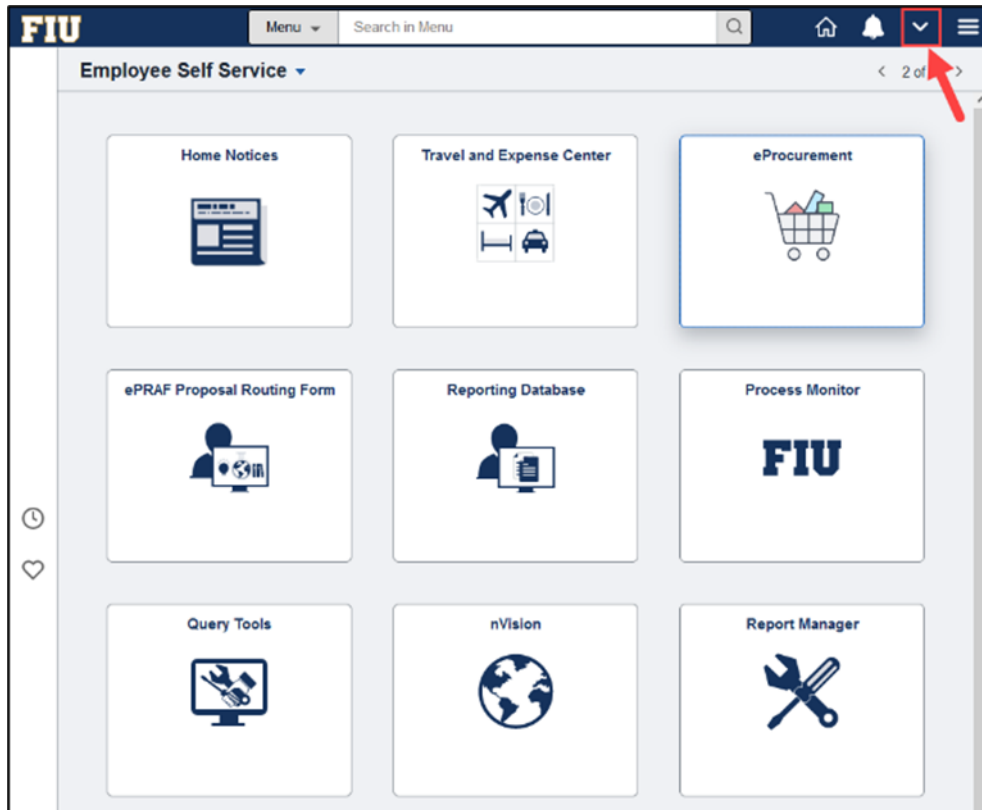 FIU Menu Search in Menu
Employee Self Service 2 of
Home Notices Travel and Expense Center eProcurement
ePRAF Proposal Routing Form Reporting Database Process Monitor
FIU
Query Tools nVision Report Manager